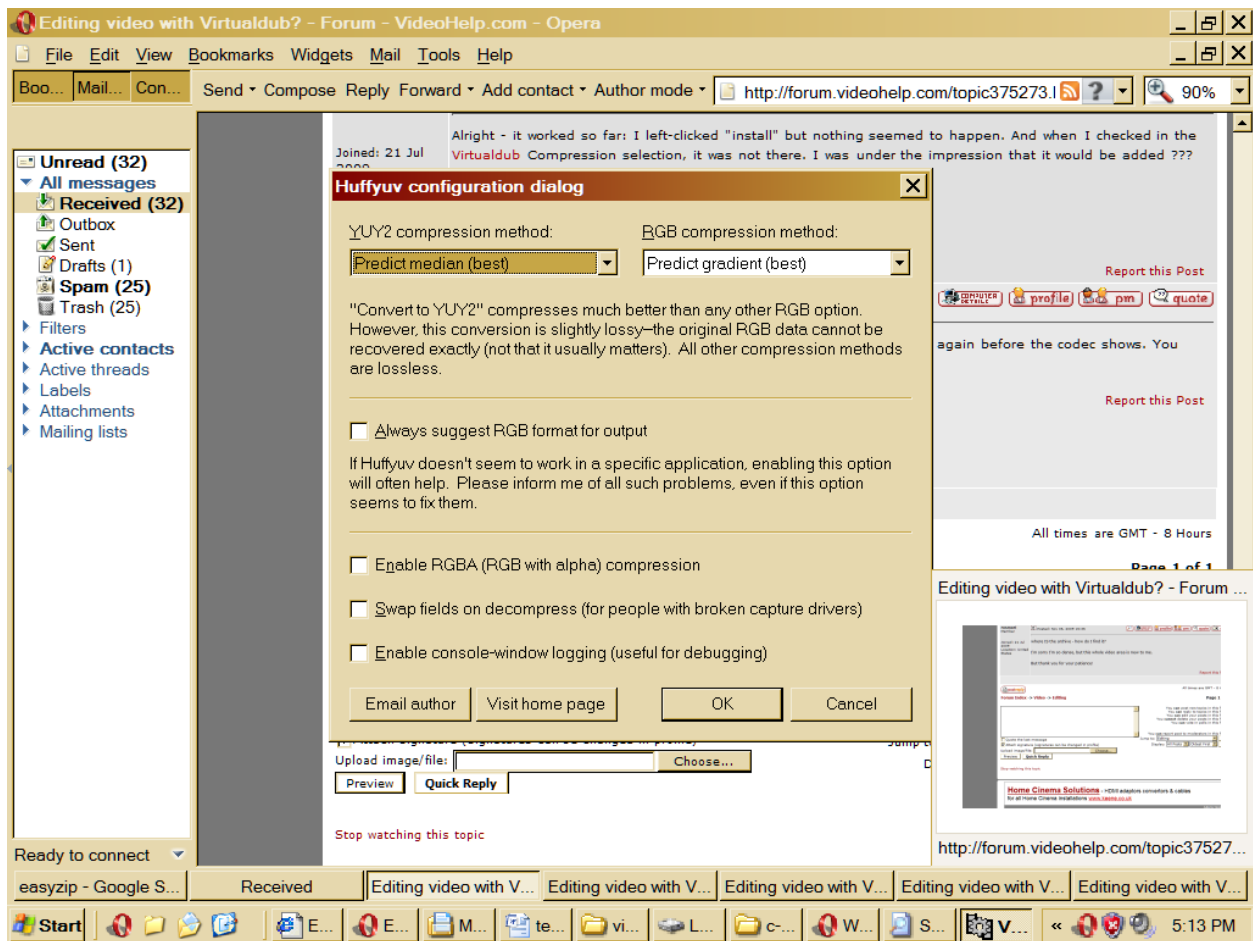 Editing video with Virtualdub? - Forum - VideoHelp.com - Opera
File Edit View Bookmarks Widgets Mail Tools Help
Boo... Mail... Con... Send Compose Reply Forward Add contact Author mode http://forum.videohelp.com/topic375273.l ? 90%
Unread (32)
All messages
Received (32)
Outbox
Sent
Drafts (1)
Spam (25)
Trash (25)
Filters
Active contacts
Active threads
Labels
Attachments
Mailing lists
Ready to connect
Alright - it worked so far: I left-clicked "install" but nothing seemed to happen. And when I checked in the
Joined: 21 Jul
Virtualdub Compression selection, it was not there. I was under the impression that it would be added ???
Huffyuv configuration dialog
YUY2 compression method: RGB compression method:
Predict median (best) Predict gradient (best)
"Convert to YUY2" compresses much better than any other RGB option.
However, this conversion is slightly lossy—the original RGB data cannot be
recovered exactly (not that it usually matters). All other compression methods
are lossless.
Always suggest RGB format for output
If Huffyuv doesn't seem to work in a specific application, enabling this option
will often help. Please inform me of all such problems, even if this option
seems to fix them.
Enable RGBA (RGB with alpha) compression
Swap fields on decompress (for people with broken capture drivers)
Enable console-window logging (useful for debugging)
Email author Visit home page OK Cancel
Report this Post
COMPUTER DETAILS profile pm quote
again before the codec shows. You
Report this Post
All times are GMT - 8 Hours
Page 1 of 1
Upload image/file: Choose...
Preview Quick Reply
Stop watching this topic
Editing video with Virtualdub? - Forum ...
Home Cinema Solutions - HDMI adaptors convertors & cables
for all Home Cinema installations
http://forum.videohelp.com/topic37527...
easyzip - Google S... Received Editing video with V... Editing video with V... Editing video with V... Editing video with V... Editing video with V...
Start E... E... M... te... vi... L... c-... W... S... V... « 5:13 PM